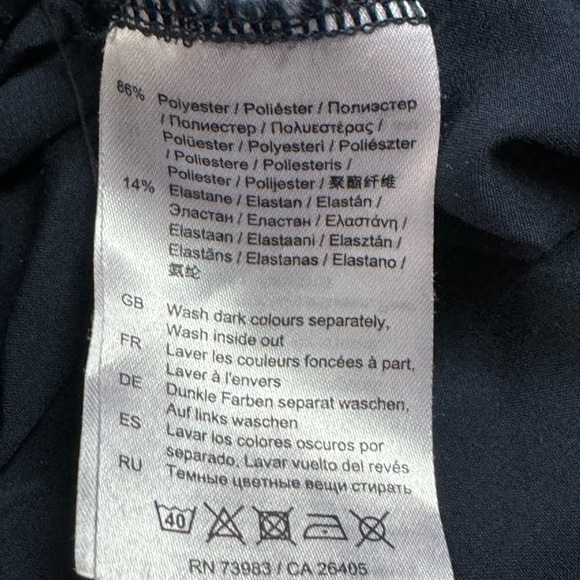 86% Polyester / Poliéster / Полиэстер
/ Полиестер / Πολυεστέρας /
Polüester / Polyesteri / Poliészter
/ Poliestere / Poliesteris /
Poliester / Polijester / 聚酯纤维
14% Elastane / Elastan / Elastán /
Эластан / Еластан / Ελαστάνη /
Elastaan / Elastaani / Elasztán /
Elastāns / Elastanas / Elastano /
氨纶
GB Wash dark colours separately,
Wash inside out
FR Laver les couleurs foncées à part,
Laver à l'envers
DE Dunkle Farben separat waschen,
Auf links waschen
ES Lavar los colores oscuros por
separado. Lavar vuelto del revés
RU Темные цветные вещи стирать
40
RN 73983 / CA 26405